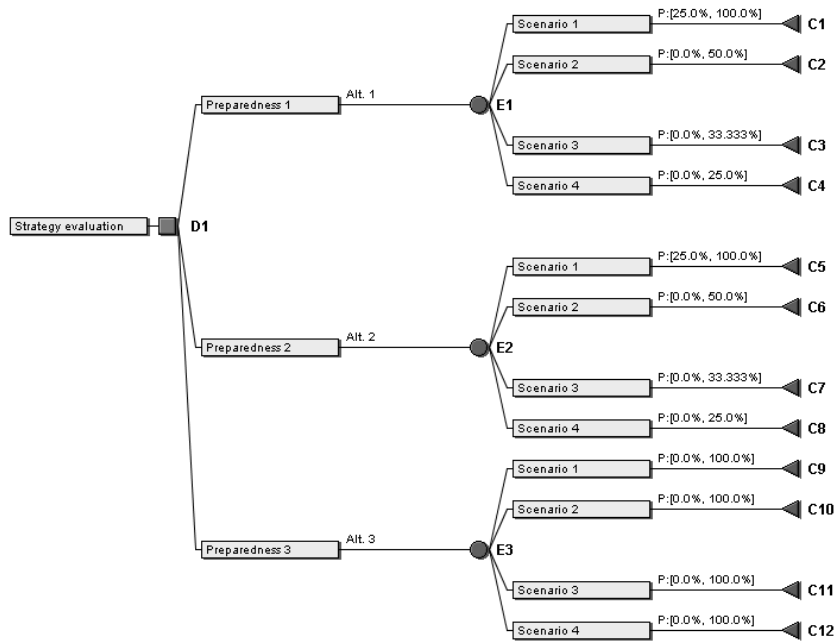 Scenario 1 P:[25.0%, 100.0%] C1
Scenario 2 P:[0.0%, 50.0%] C2
Preparedness 1 Alt. 1 E1
Scenario 3 P:[0.0%, 33.333%] C3
Scenario 4 P:[0.0%, 25.0%] C4
Strategy evaluation D1
Scenario 1 P:[25.0%, 100.0%] C5
Scenario 2 P:[0.0%, 50.0%] C6
Preparedness 2 Alt. 2 E2
Scenario 3 P:[0.0%, 33.333%] C7
Scenario 4 P:[0.0%, 25.0%] C8
Scenario 1 P:[0.0%, 100.0%] C9
Scenario 2 P:[0.0%, 100.0%] C10
Preparedness 3 Alt. 3 E3
Scenario 3 P:[0.0%, 100.0%] C11
Scenario 4 P:[0.0%, 100.0%] C12